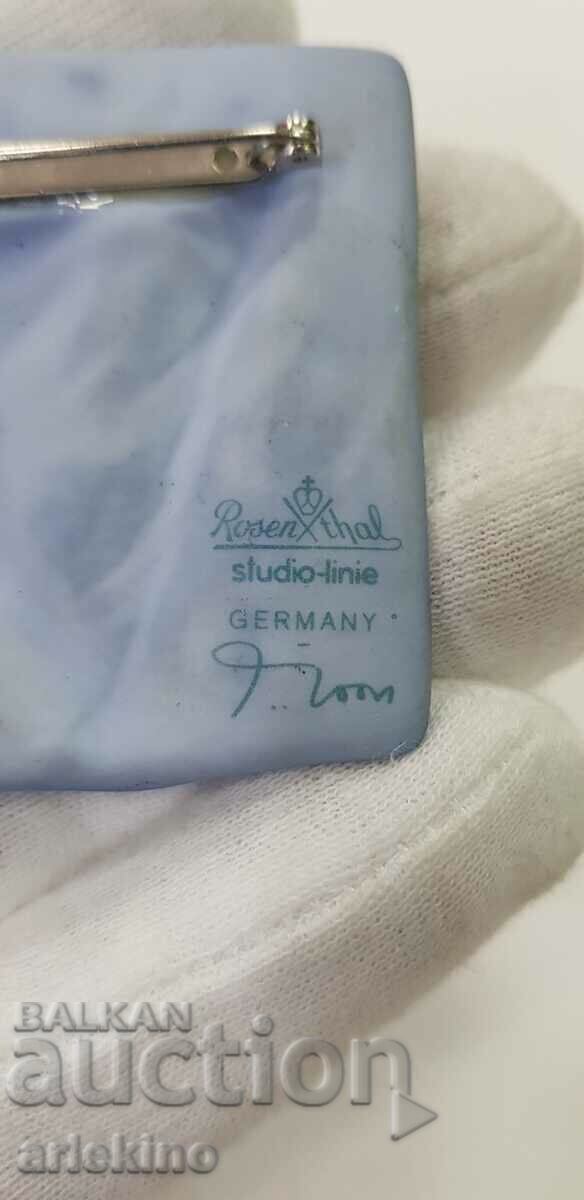 Rosenthal
studio-linie
GERMANY
BALKAN
auction
arlekino